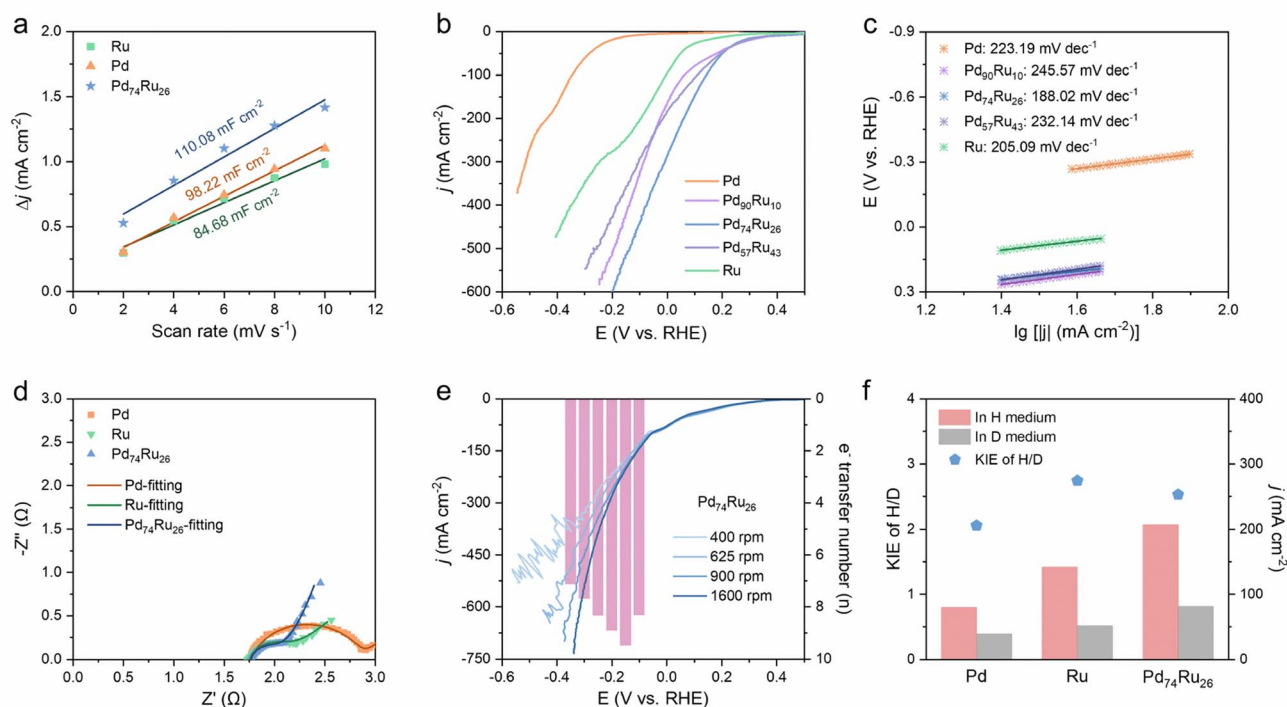 a
2.0
1.5
1.0
0.5
0.0
Δj (mA cm-2)
Ru
Pd
Pd74Ru26
110.08 mF cm-2
98.22 mF cm-2
84.68 mF cm-2
0 2 4 6 8 10 12
Scan rate (mV s-1)
b
0
-100
-200
-300
-400
-500
-600
j (mA cm-2)
Pd
Pd90Ru10
Pd74Ru26
Pd57Ru43
Ru
-0.6 -0.4 -0.2 0.0 0.2 0.4
E (V vs. RHE)
c
-0.9
-0.6
-0.3
0.0
0.3
E (V vs. RHE)
Pd: 223.19 mV dec-1
Pd90Ru10: 245.57 mV dec-1
Pd74Ru26: 188.02 mV dec-1
Pd57Ru43: 232.14 mV dec-1
Ru: 205.09 mV dec-1
1.2 1.4 1.6 1.8 2.0
lg [|j| (mA cm-2)]
d
3.0
2.5
2.0
1.5
1.0
0.5
0.0
-Z'' (Ω)
Pd
Ru
Pd74Ru26
Pd-fitting
Ru-fitting
Pd74Ru26-fitting
0.0 0.5 1.0 1.5 2.0 2.5 3.0
Z' (Ω)
e
0
-150
-300
-450
-600
-750
j (mA cm-2)
Pd74Ru26
400 rpm
625 rpm
900 rpm
1600 rpm
0
2
4
6
8
10
e- transfer number (n)
-0.6 -0.4 -0.2 0.0 0.2 0.4
E (V vs. RHE)
f
4
3
2
1
0
KIE of H/D
In H medium
In D medium
KIE of H/D
400
300
200
100
0
j (mA cm-2)
Pd Ru Pd74Ru26